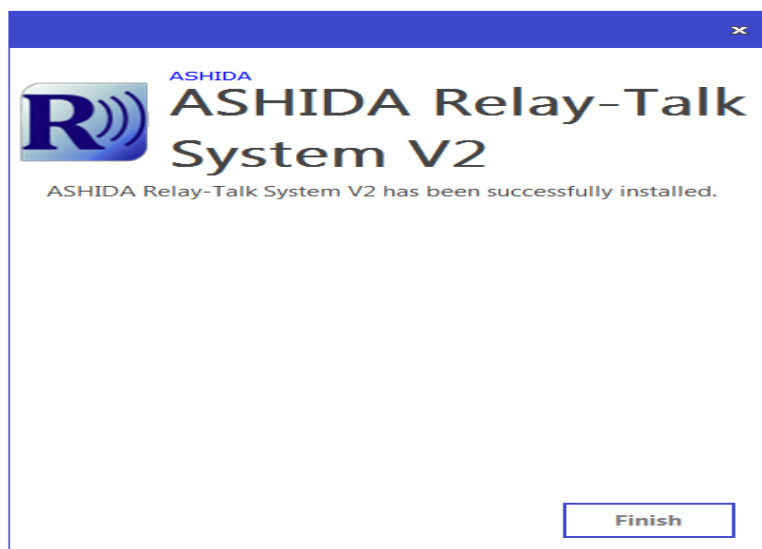 ASHIDA
ASHIDA Relay-Talk
System V2
ASHIDA Relay-Talk System V2 has been successfully installed.
R
Finish